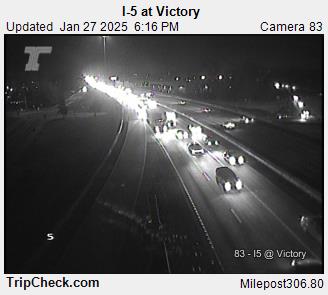 I-5 at Victory
Updated Jan 27 2025 6:16 PM Camera 83
T
S
83 - I5 @ Victory
TripCheck.com Milepost306.80